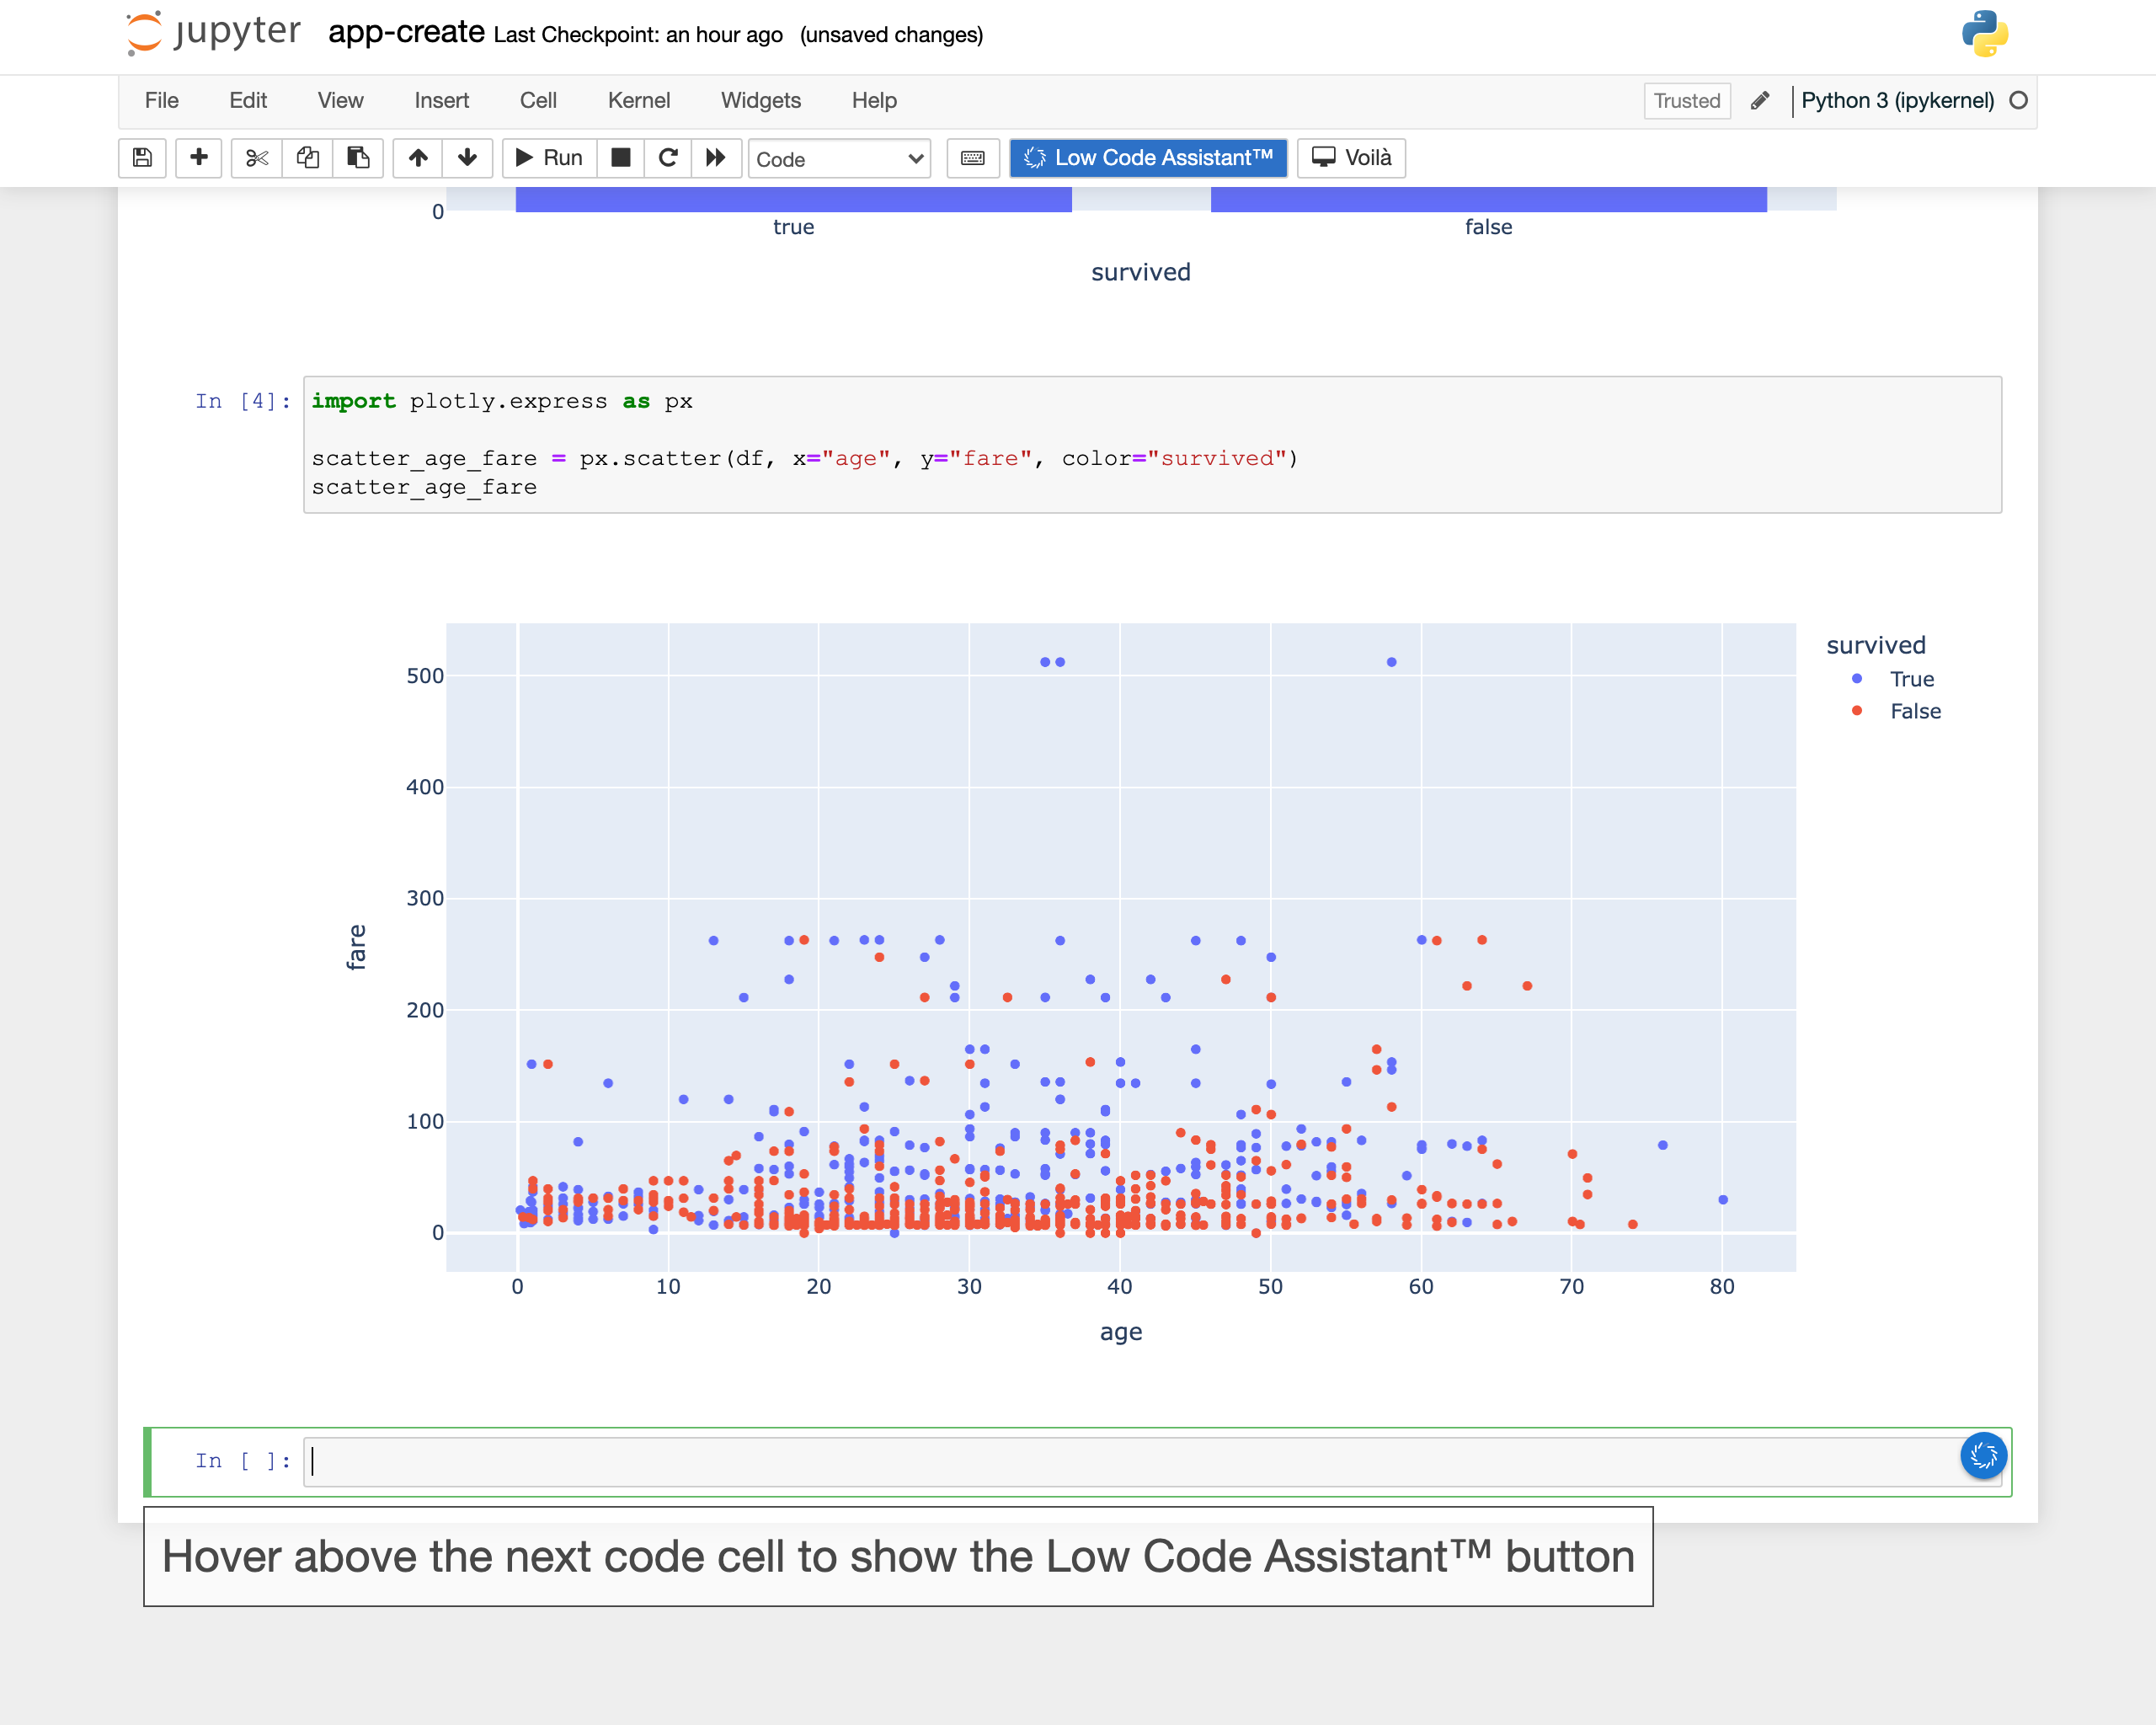 jupyter app-create Last Checkpoint: an hour ago (unsaved changes)
File Edit View Insert Cell Kernel Widgets Help Trusted Python 3 (ipykernel)
Run Code Low Code Assistant™ Voilà
0
true false
survived
In [4]: import plotly.express as px
scatter_age_fare = px.scatter(df, x="age", y="fare", color="survived")
scatter_age_fare
survived
True
False
500
400
300
200
100
0
fare
0 10 20 30 40 50 60 70 80
age
In [ ]:
Hover above the next code cell to show the Low Code Assistant™ button